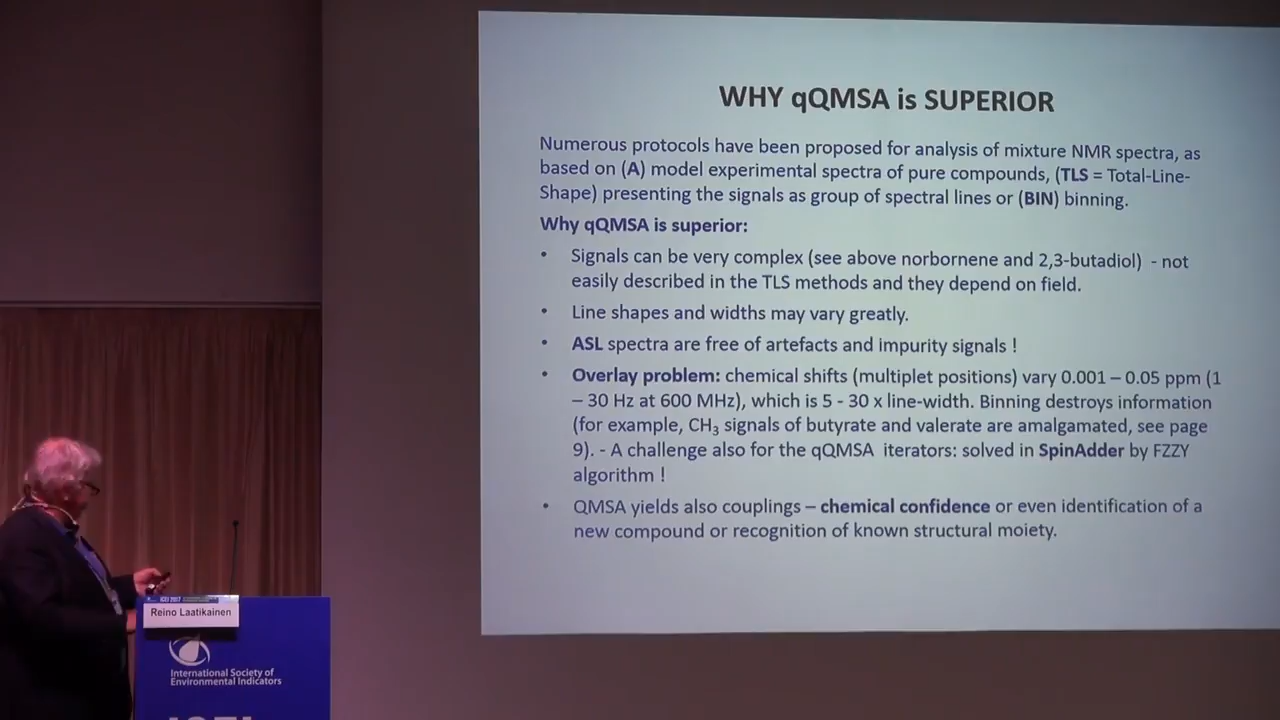 WHY qQMSA is SUPERIOR
Numerous protocols have been proposed for analysis of mixture NMR spectra, as
based on (A) model experimental spectra of pure compounds, (TLS = Total-Line-
Shape) presenting the signals as group of spectral lines or (BIN) binning.
Why qQMSA is superior:
• Signals can be very complex (see above norbornene and 2,3-butadiol) - not
easily described in the TLS methods and they depend on field.
• Line shapes and widths may vary greatly.
• ASL spectra are free of artefacts and impurity signals !
• Overlay problem: chemical shifts (multiplet positions) vary 0.001 – 0.05 ppm (1
– 30 Hz at 600 MHz), which is 5 - 30 x line-width. Binning destroys information
(for example, CH₃ signals of butyrate and valerate are amalgamated, see page
9). - A challenge also for the qQMSA iterators: solved in SpinAdder by FZZY
algorithm !
• QMSA yields also couplings – chemical confidence or even identification of a
new compound or recognition of known structural moiety.
ICEI 2017
Reino Laatikainen
International Society of
Environmental Indicators